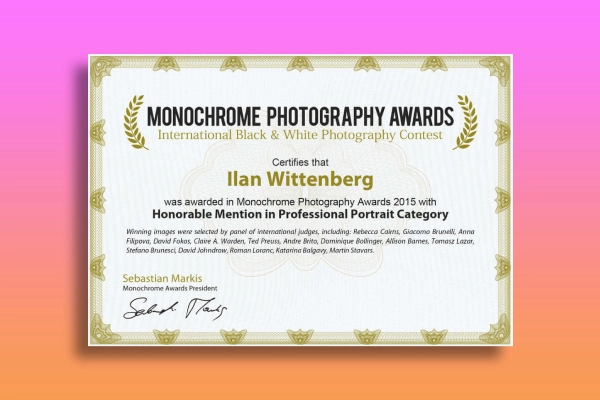 MONOCHROME PHOTOGRAPHY AWARDS
International Black & White Photography Contest
Certifies that
Ilan Wittenberg
was awarded in Monochrome Photography Awards 2015 with
Honorable Mention in Professional Portrait Category
Winning images were selected by panel of international judges, including: Rebecca Cairns, Giacomo Brunelli, Anna
Filipova, David Fokos, Claire A. Warden, Ted Preuss, Andre Brito, Dominique Bollinger, Allison Barnes, Tomasz Lazar,
Stefano Brunesci, David Johndrow, Roman Loranc, Katarina Balgavy, Martin Stavars.
Sebastian Markis
Monochrome Awards President
Sebastian Markis